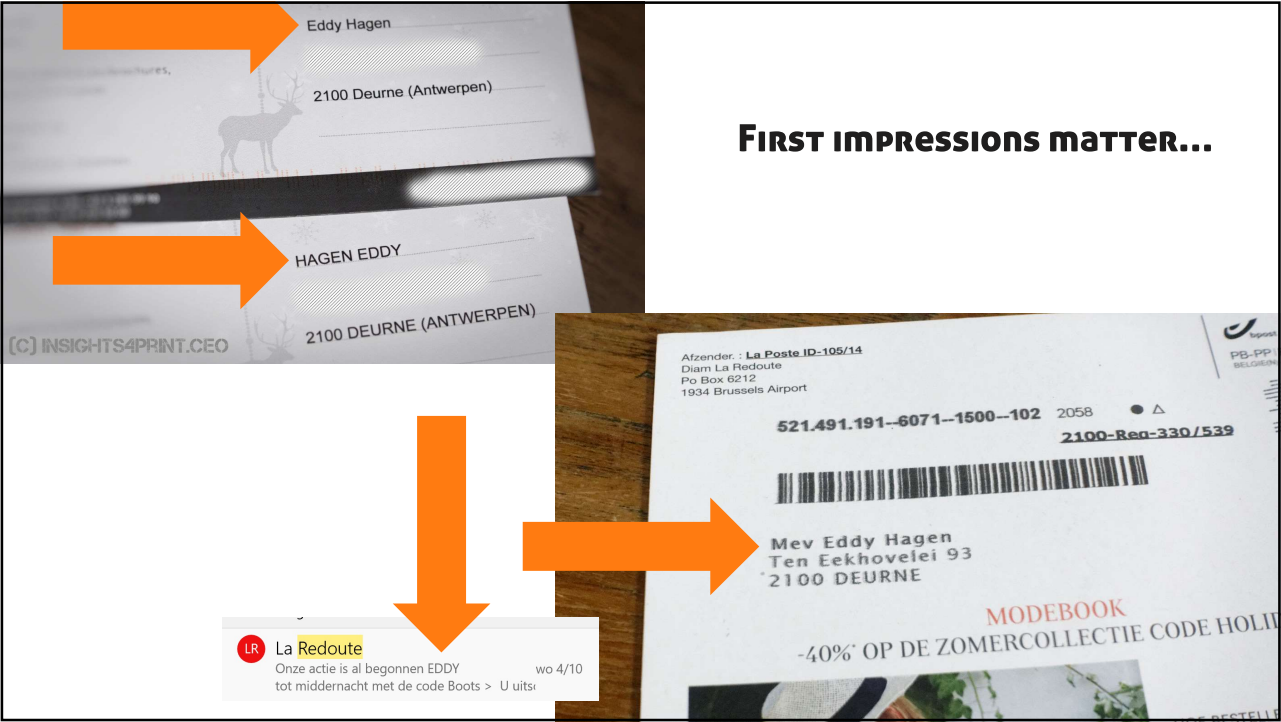 Eddy Hagen
2100 Deurne (Antwerpen)
HAGEN EDDY
2100 DEURNE (ANTWERPEN)
(C) INSIGHTS4PRINT.CEO
First impressions matter...
Afzender. : La Poste ID-105/14
Diam La Redoute
Po Box 6212
1934 Brussels Airport
bpost
PB-PP
BELGIE(N
521.491.191--6071--1500--102 2058
2100-Reg-330/539
Mev Eddy Hagen
Ten Eekhovelei 93
2100 DEURNE
MODEBOOK
-40%* OP DE ZOMERCOLLECTIE CODE HOLI
LR La Redoute
Onze actie is al begonnen EDDY wo 4/10
tot middernacht met de code Boots > U uits